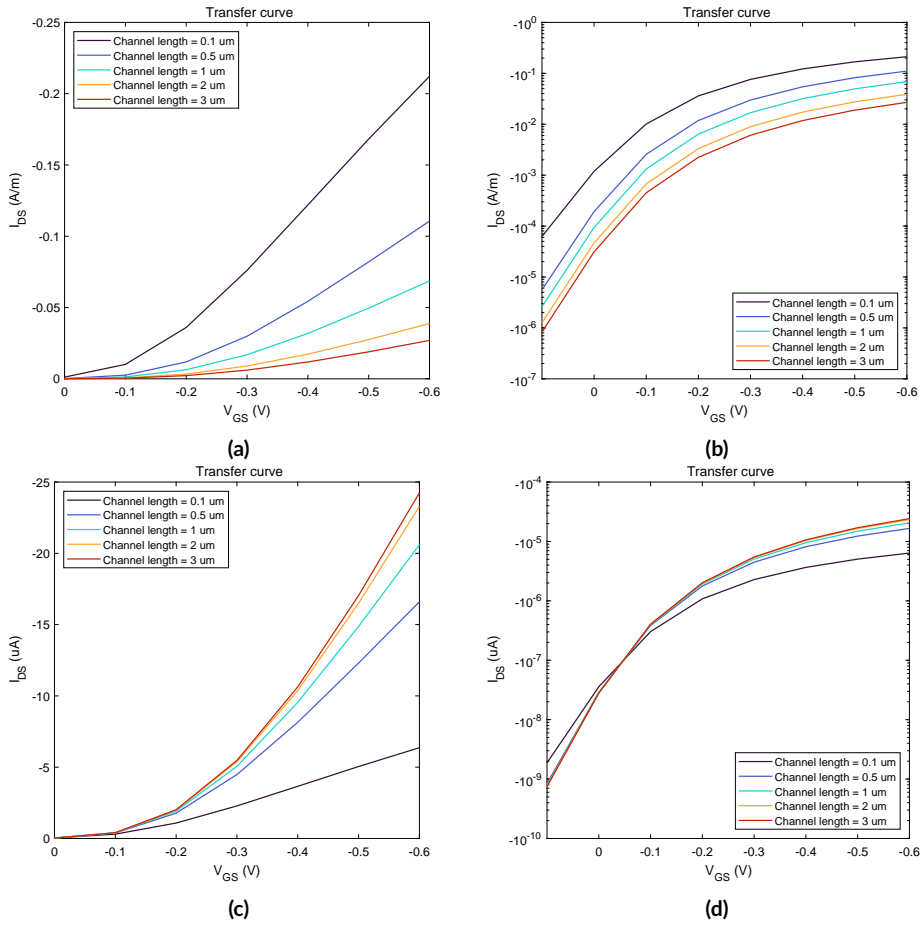 Transfer curve
-0.25
-0.2
-0.15
-0.1
-0.05
0
I_DS (A/m)
Channel length = 0.1 um
Channel length = 0.5 um
Channel length = 1 um
Channel length = 2 um
Channel length = 3 um
0 -0.1 -0.2 -0.3 -0.4 -0.5 -0.6
V_GS (V)
(a)
Transfer curve
-10^0
-10^-1
-10^-2
-10^-3
-10^-4
-10^-5
-10^-6
-10^-7
I_DS (A/m)
Channel length = 0.1 um
Channel length = 0.5 um
Channel length = 1 um
Channel length = 2 um
Channel length = 3 um
0 -0.1 -0.2 -0.3 -0.4 -0.5 -0.6
V_GS (V)
(b)
Transfer curve
-25
-20
-15
-10
-5
0
I_DS (uA)
Channel length = 0.1 um
Channel length = 0.5 um
Channel length = 1 um
Channel length = 2 um
Channel length = 3 um
0 -0.1 -0.2 -0.3 -0.4 -0.5 -0.6
V_GS (V)
(c)
Transfer curve
-10^-4
-10^-5
-10^-6
-10^-7
-10^-8
-10^-9
-10^-10
I_DS (uA)
Channel length = 0.1 um
Channel length = 0.5 um
Channel length = 1 um
Channel length = 2 um
Channel length = 3 um
0 -0.1 -0.2 -0.3 -0.4 -0.5 -0.6
V_GS (V)
(d)